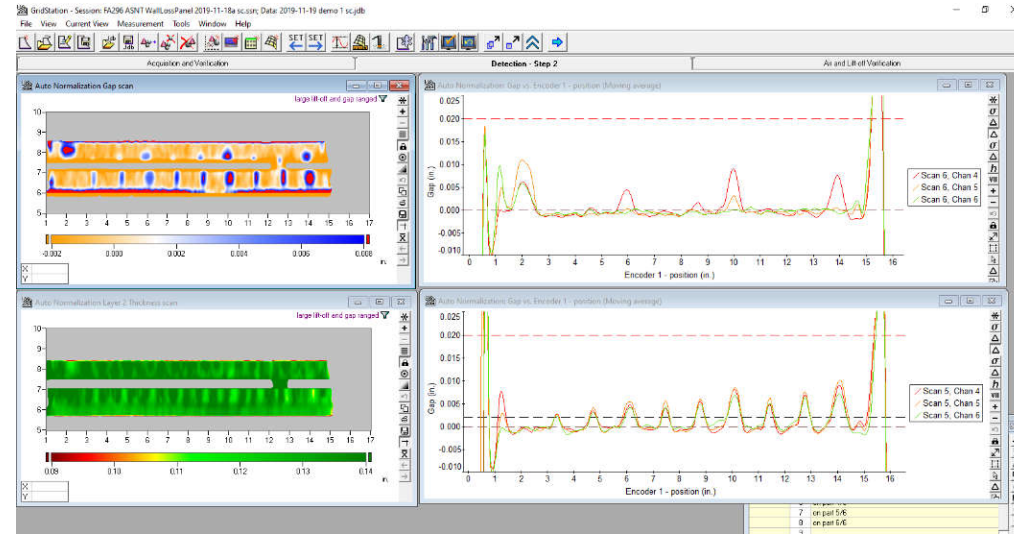 GridStation - Session: FA296 ASNT WallLossPanel 2019-11-18a sc.ssn; Data: 2019-11-19 demo 1 sc.jdb
File View Current View Measurement Tools Window Help
SET SET
Acquisition and Verification
Detection - Step 2
Air and Lift-off Verification
Auto Normalization Gap scan
large lift-off and gap ranged
10
9
8
7
6
5
1 2 3 4 5 6 7 8 9 10 11 12 13 14 15 16 17
-0.002 0.000 0.002 0.004 0.006 0.008
in.
X
Y
Auto Normalization: Gap vs. Encoder 1 - position (Moving average)
0.025
0.020
0.015
0.010
0.005
0.000
-0.005
-0.010
Gap (in.)
0 1 2 3 4 5 6 7 8 9 10 11 12 13 14 15 16
Encoder 1 - position (in.)
Scan 6, Chan 4
Scan 6, Chan 5
Scan 6, Chan 6
Auto Normalization Layer 2 Thickness scan
large lift-off and gap ranged
10
9
8
7
6
5
1 2 3 4 5 6 7 8 9 10 11 12 13 14 15 16 17
0.09 0.10 0.11 0.12 0.13 0.14
in.
X
Y
Auto Normalization: Gap vs. Encoder 1 - position (Moving average)
0.025
0.020
0.015
0.010
0.005
0.000
-0.005
-0.010
Gap (in.)
0 1 2 3 4 5 6 7 8 9 10 11 12 13 14 15 16
Encoder 1 - position (in.)
Scan 5, Chan 4
Scan 5, Chan 5
Scan 5, Chan 6
7 on part 5/6
8 on part 6/6